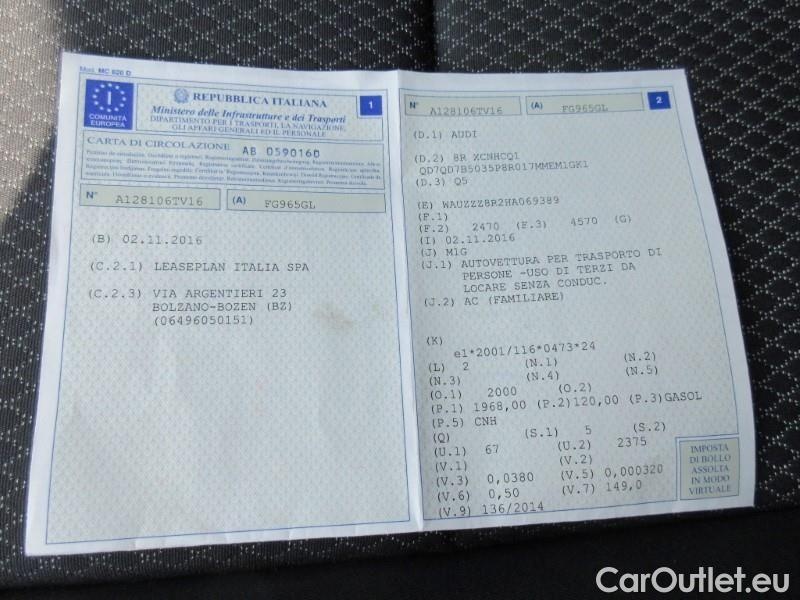 Mod. MC 820 D
I
COMUNITÀ
EUROPEA
REPUBBLICA ITALIANA
1
Ministero delle Infrastrutture e dei Trasporti
DIPARTIMENTO PER I TRASPORTI, LA NAVIGAZIONE,
GLI AFFARI GENERALI ED IL PERSONALE
CARTA DI CIRCOLAZIONE AB 0590160
N° A128106TV16 (A) FG965GL
(B) 02.11.2016
(C.2.1) LEASEPLAN ITALIA SPA
(C.2.3) VIA ARGENTIERI 23
BOLZANO-BOZEN (BZ)
(06496050151)
N° A128106TV16 (A) FG965GL 2
(D.1) AUDI
(D.2) 8R XCNHCQ1
QD7QD7B5035P8R017MMEM1GK1
(D.3) Q5
(E) WAUZZZ8R2HA069389
(F.1)
(F.2) 2470 (F.3) 4570 (G)
(I) 02.11.2016
(J) M1G
(J.1) AUTOVETTURA PER TRASPORTO DI
PERSONE -USO DI TERZI DA
LOCARE SENZA CONDUC.
(J.2) AC (FAMILIARE)
(K)
e1*2001/116*0473*24
(L) 2 (N.1) (N.2)
(N.3) (N.4) (N.5)
(O.1) 2000 (O.2)
(P.1) 1968,00 (P.2)120,00 (P.3)GASOL
(P.5) CNH
(Q) (S.1) 5 (S.2)
(U.1) 67 (U.2) 2375
(V.1) (V.2)
(V.3) 0,0380 (V.5) 0,000320
(V.6) 0,50 (V.7) 149,0
(V.9) 136/2014
IMPOSTA
DI BOLLO
ASSOLTA
IN MODO
VIRTUALE
CarOutlet.eu